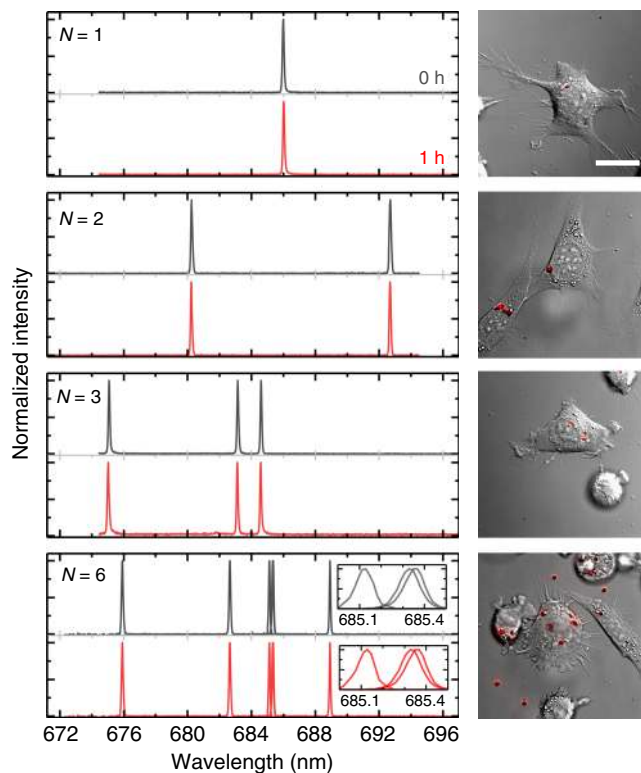 N = 1
0 h
1 h
N = 2
N = 3
N = 6
685.1 685.4
685.1 685.4
672 676 680 684 688 692 696
Wavelength (nm)
Normalized intensity